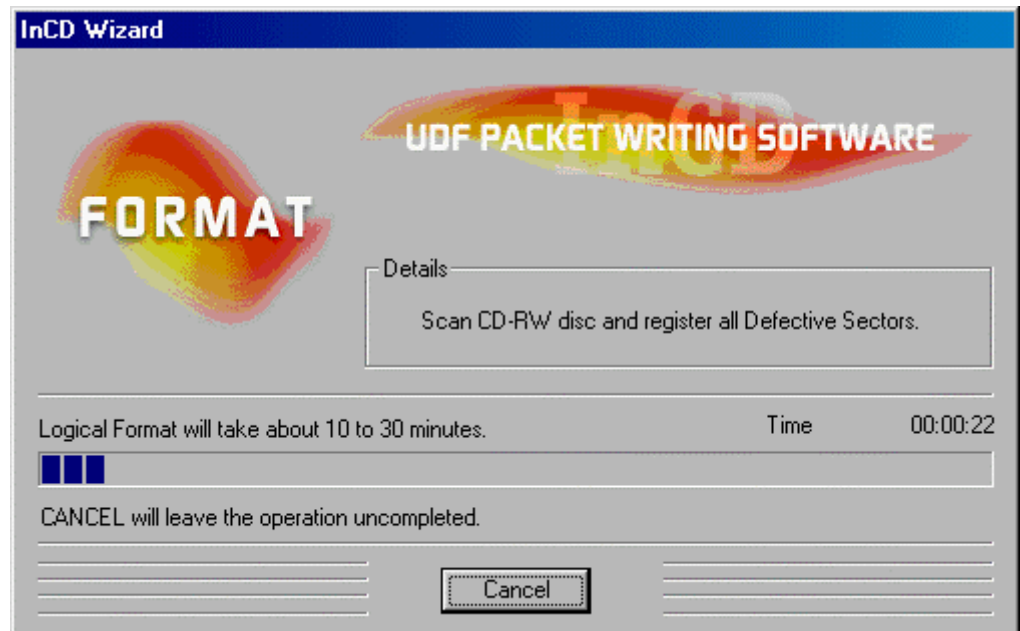 InCD Wizard
InCD
UDF PACKET WRITING SOFTWARE
FORMAT
Details
Scan CD-RW disc and register all Defective Sectors.
Logical Format will take about 10 to 30 minutes. Time 00:00:22
CANCEL will leave the operation uncompleted.
Cancel